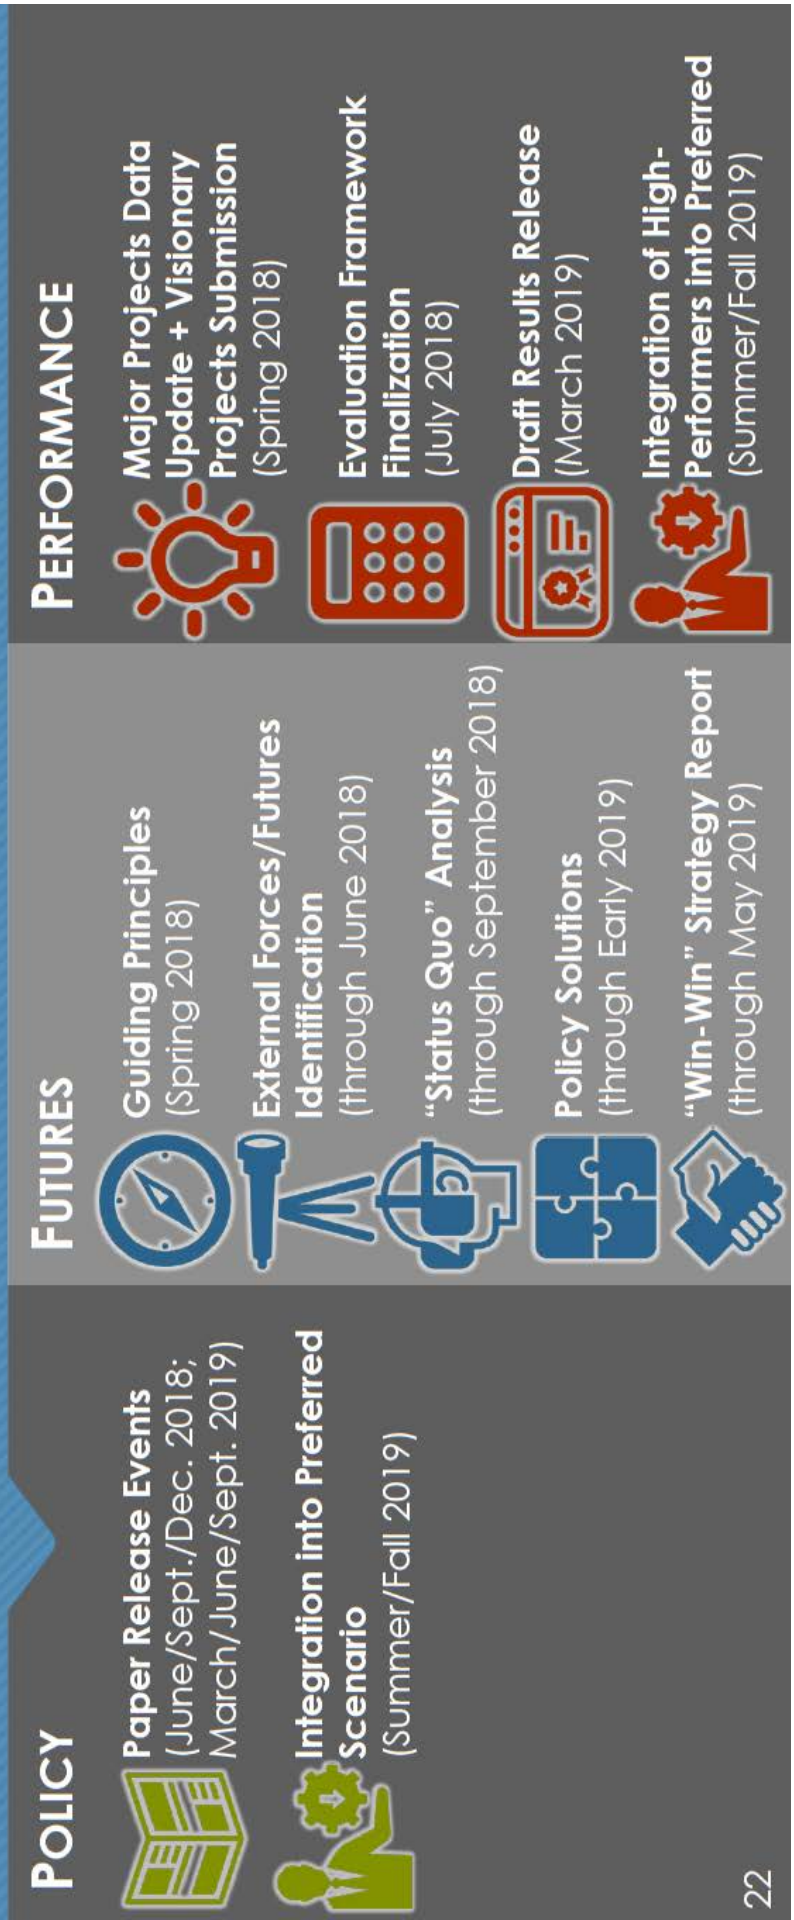 POLICY
Paper Release Events
(June/Sept./Dec. 2018;
March/June/Sept. 2019)
Integration into Preferred
Scenario
(Summer/Fall 2019)
FUTURES
Guiding Principles
(Spring 2018)
External Forces/Futures
Identification
(through June 2018)
“Status Quo” Analysis
(through September 2018)
Policy Solutions
(through Early 2019)
“Win-Win” Strategy Report
(through May 2019)
PERFORMANCE
Major Projects Data
Update + Visionary
Projects Submission
(Spring 2018)
Evaluation Framework
Finalization
(July 2018)
Draft Results Release
(March 2019)
Integration of High-
Performers into Preferred
(Summer/Fall 2019)
22